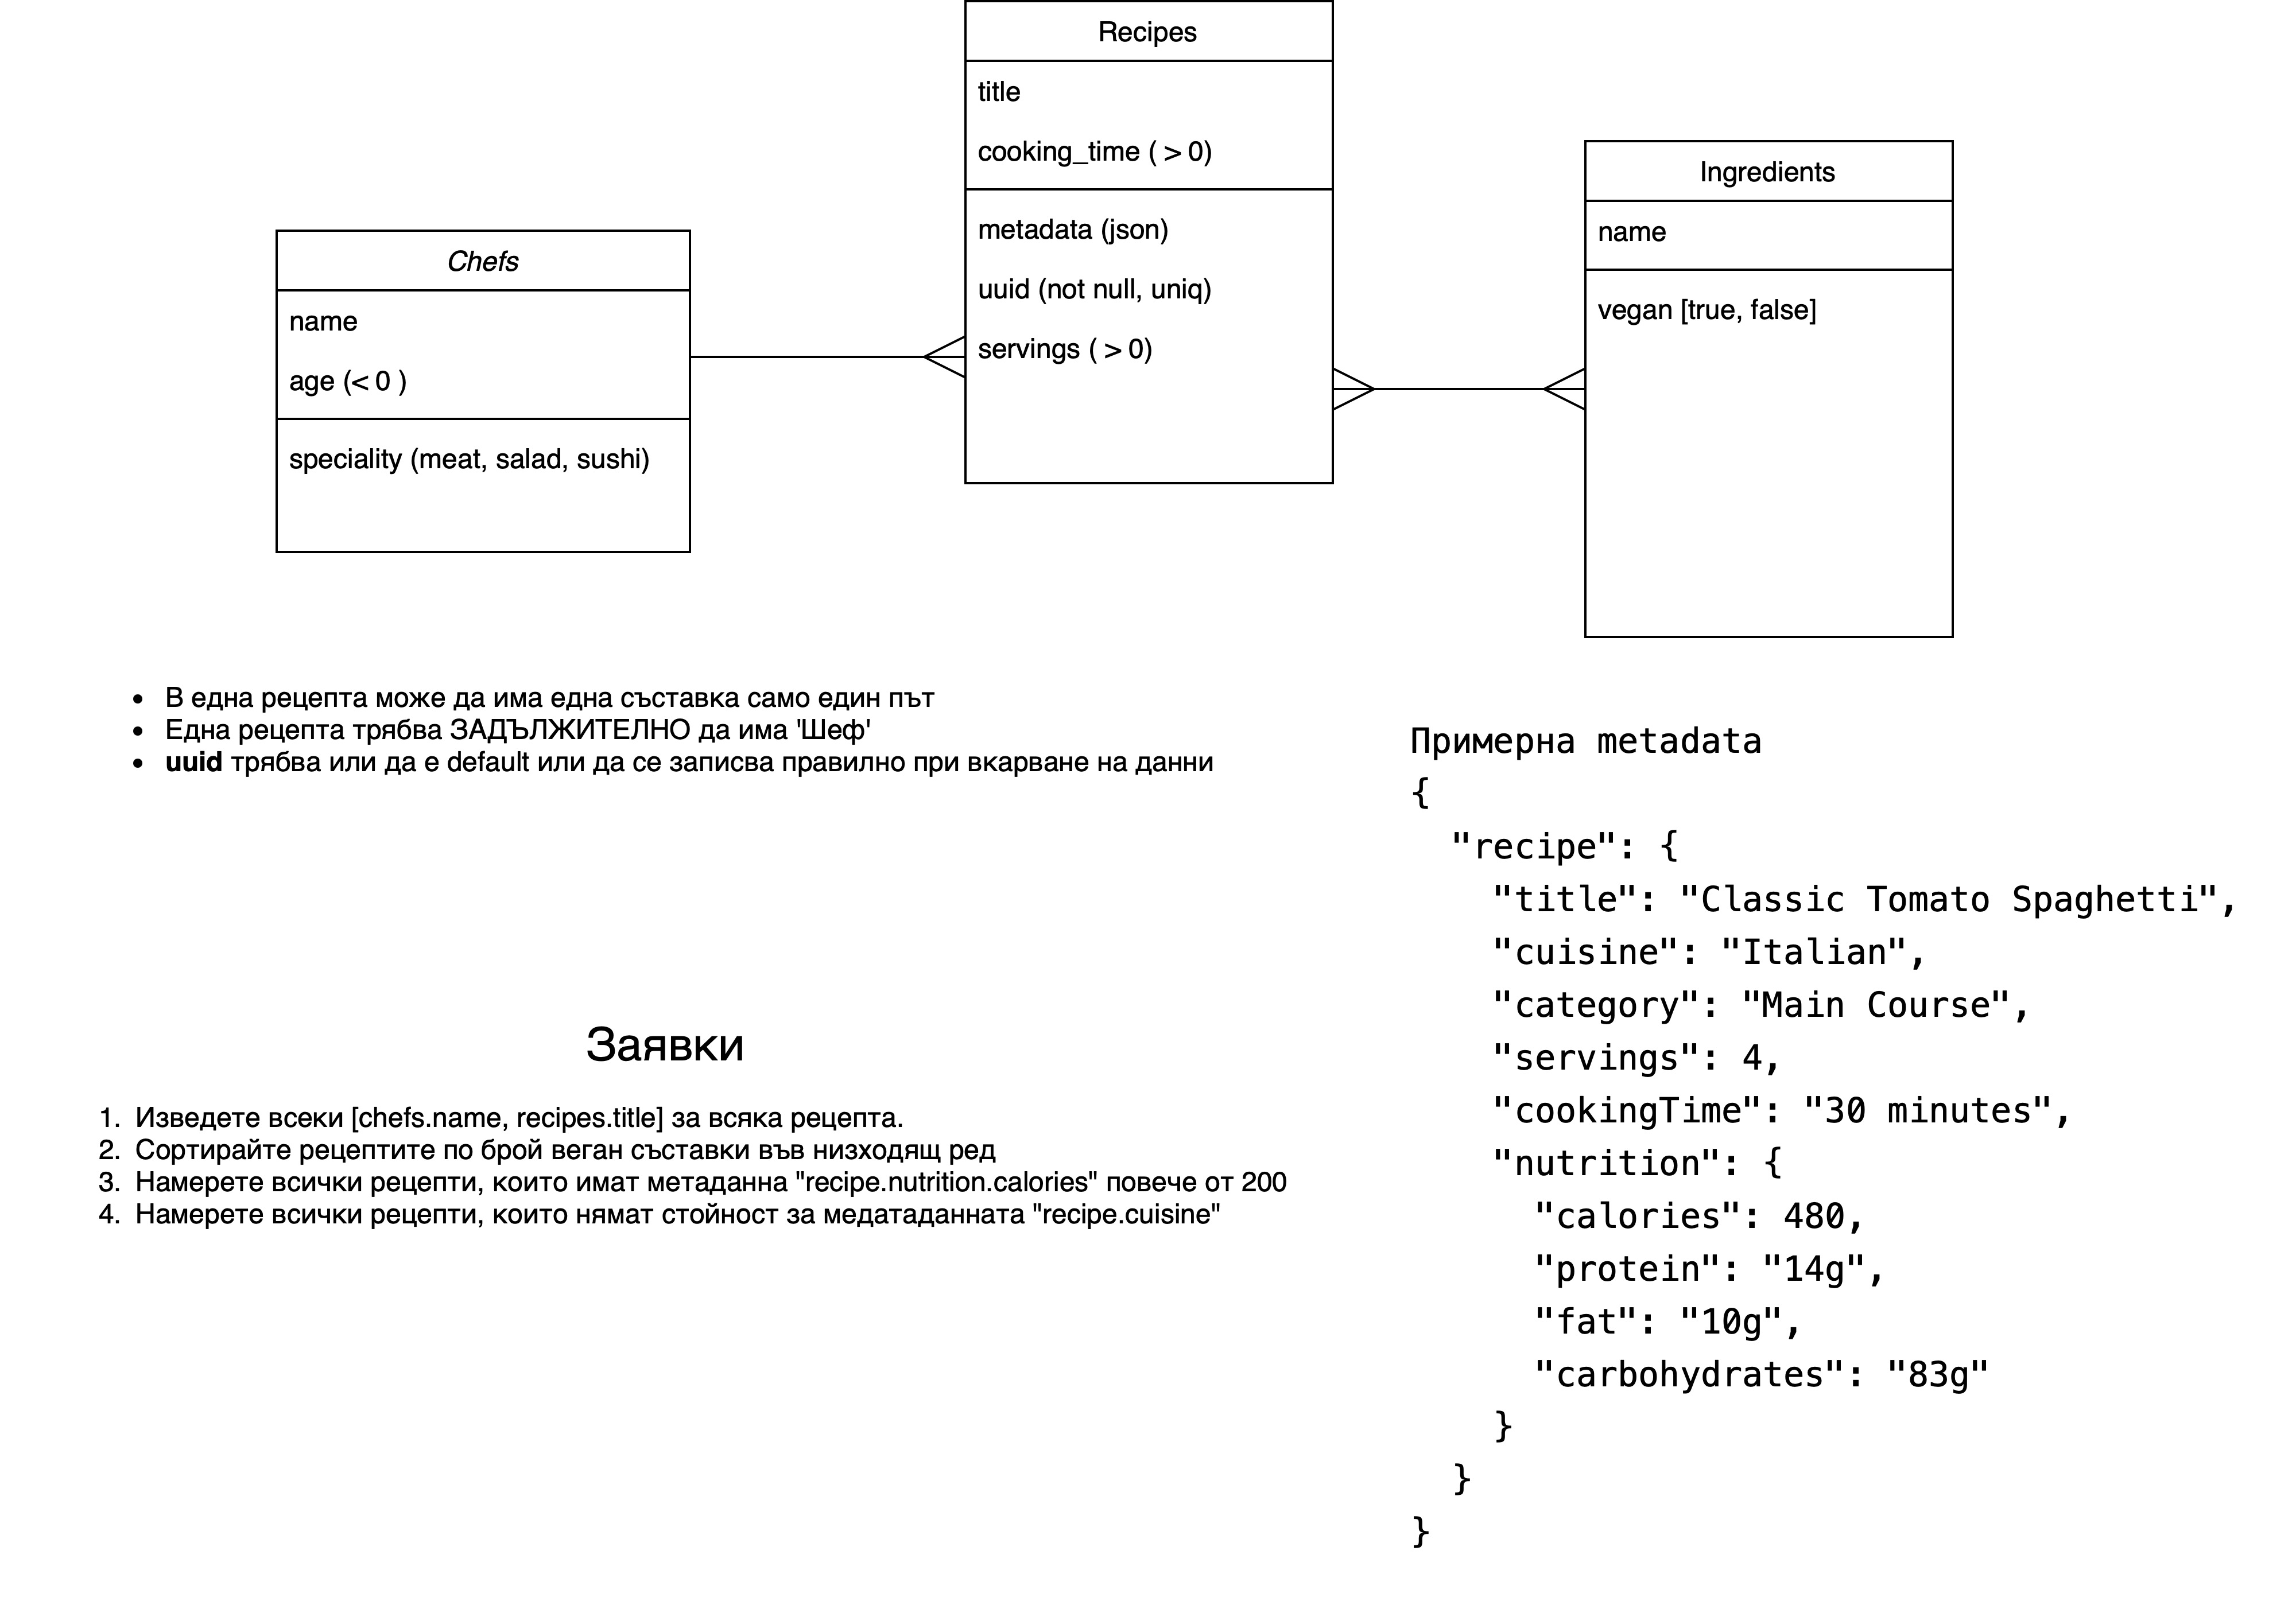 Recipes
title
cooking_time ( > 0)
metadata (json)
uuid (not null, uniq)
servings ( > 0)
Chefs
name
age (< 0 )
speciality (meat, salad, sushi)
Ingredients
name
vegan [true, false]
• В една рецепта може да има една съставка само един път
• Една рецепта трябва ЗАДЪЛЖИТЕЛНО да има 'Шеф'
• uuid трябва или да е default или да се записва правилно при вкарване на данни
Заявки
1. Изведете всеки [chefs.name, recipes.title] за всяка рецепта.
2. Сортирайте рецептите по брой веган съставки във низходящ ред
3. Намерете всички рецепти, които имат метаданна "recipe.nutrition.calories" повече от 200
4. Намерете всички рецепти, които нямат стойност за медатаданната "recipe.cuisine"
Примерна metadata
{
"recipe": {
"title": "Classic Tomato Spaghetti",
"cuisine": "Italian",
"category": "Main Course",
"servings": 4,
"cookingTime": "30 minutes",
"nutrition": {
"calories": 480,
"protein": "14g",
"fat": "10g",
"carbohydrates": "83g"
}
}
}